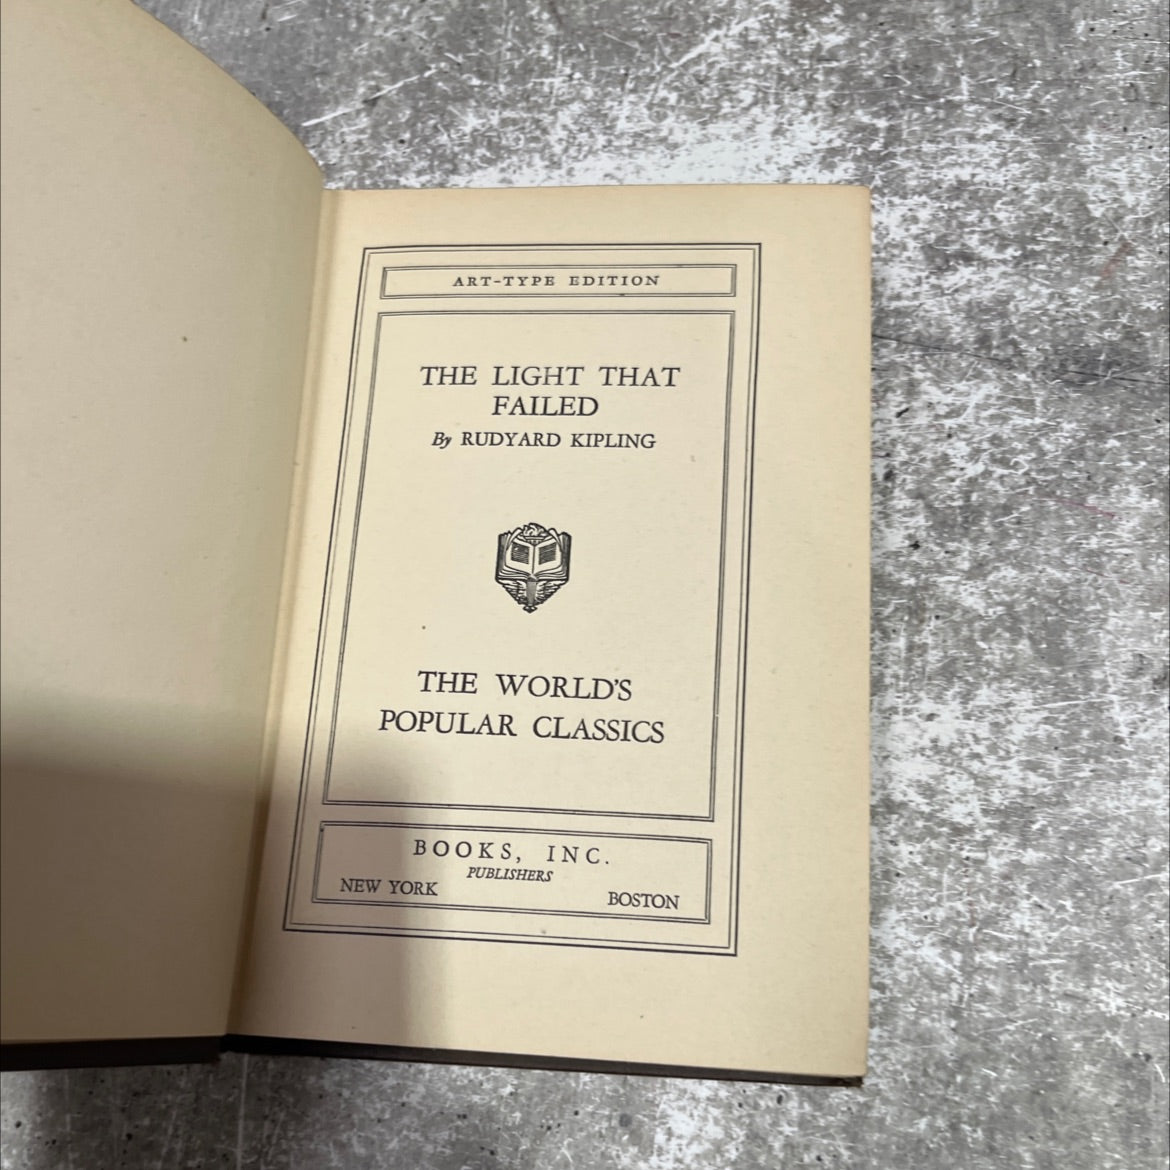 ART-TYPE EDITION
THE LIGHT THAT
FAILED
By RUDYARD KIPLING
THE WORLD'S
POPULAR CLASSICS
BOOKS, INC.
PUBLISHERS
NEW YORK BOSTON